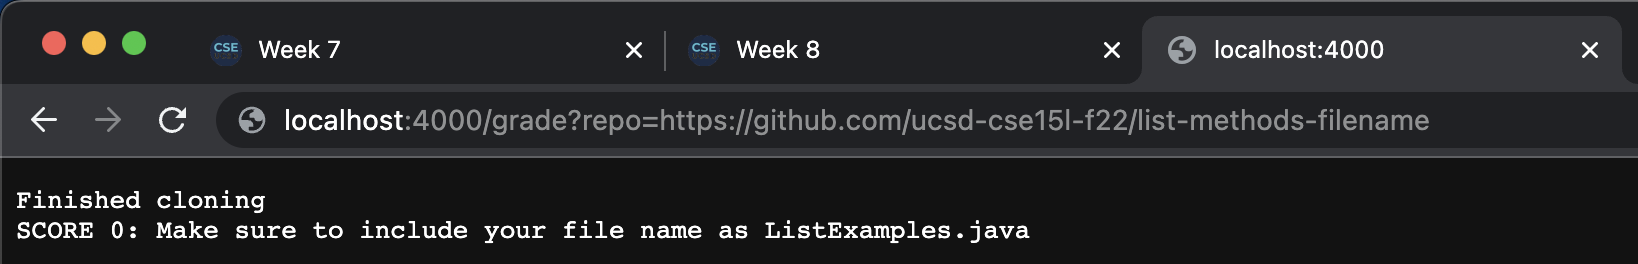 CSE Week 7
CSE Week 8
localhost:4000
localhost:4000/grade?repo=https://github.com/ucsd-cse15l-f22/list-methods-filename
Finished cloning
SCORE 0: Make sure to include your file name as ListExamples.java